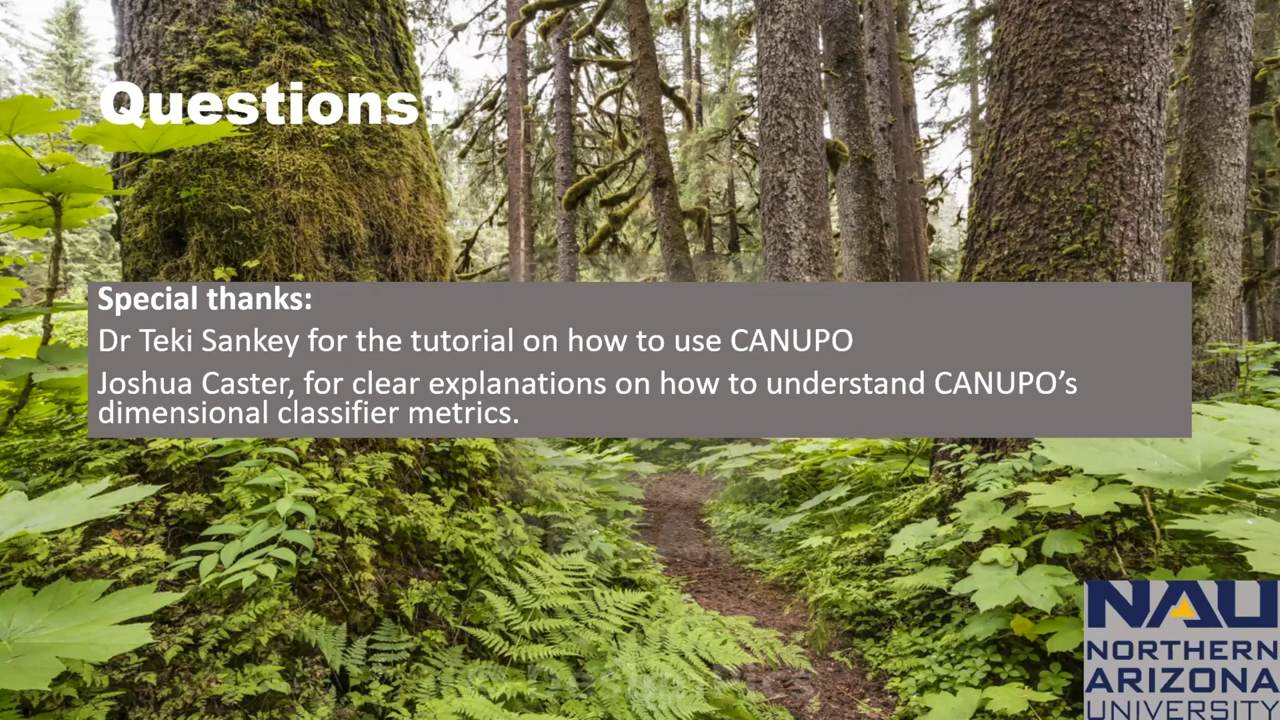 Questions?
Special thanks:
Dr Teki Sankey for the tutorial on how to use CANUPO
Joshua Caster, for clear explanations on how to understand CANUPO’s
dimensional classifier metrics.
NAU
NORTHERN
ARIZONA
UNIVERSITY